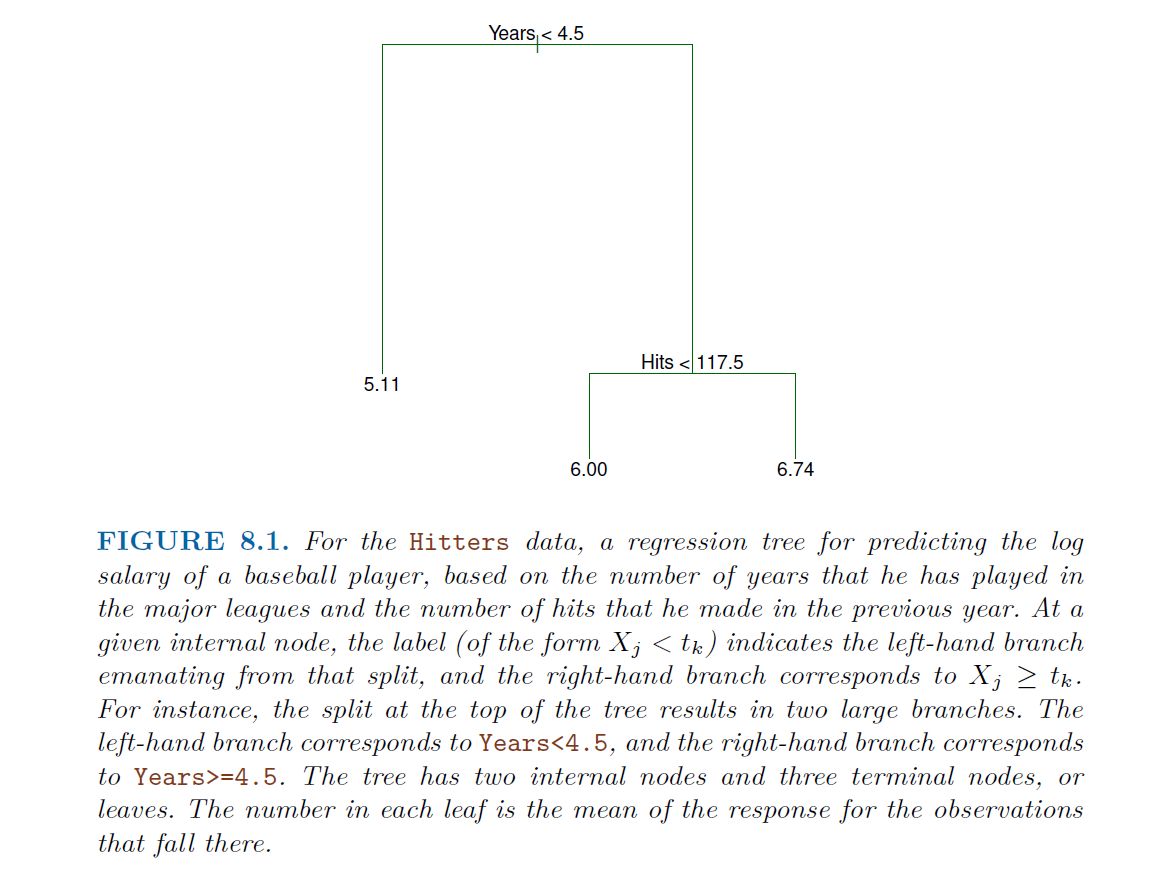 Years < 4.5
Hits < 117.5
5.11
6.00
6.74
FIGURE 8.1. For the Hitters data, a regression tree for predicting the log
salary of a baseball player, based on the number of years that he has played in
the major leagues and the number of hits that he made in the previous year. At a
given internal node, the label (of the form Xj < tk) indicates the left-hand branch
emanating from that split, and the right-hand branch corresponds to Xj ≥ tk.
For instance, the split at the top of the tree results in two large branches. The
left-hand branch corresponds to Years<4.5, and the right-hand branch corresponds
to Years>=4.5. The tree has two internal nodes and three terminal nodes, or
leaves. The number in each leaf is the mean of the response for the observations
that fall there.